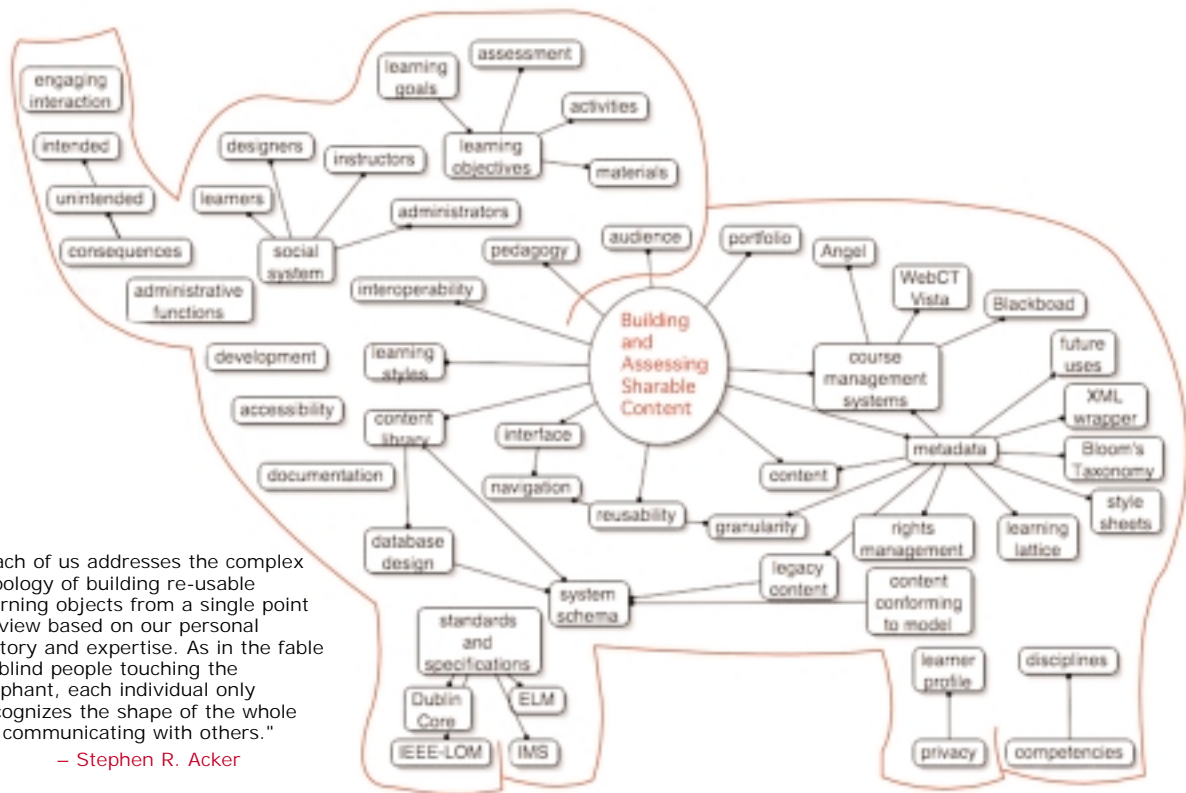 engaging
interaction
intended
unintended
consequences
administrative
functions
designers
instructors
learners
administrators
social
system
learning
goals
assessment
activities
learning
objectives
materials
pedagogy
audience
portfolio
interoperability
development
learning
styles
accessibility
content
library
documentation
interface
navigation
reusability
granularity
content
database
design
system
schema
Building
and
Assessing
Sharable
Content
Angel
WebCT
Vista
Blackboad
course
management
systems
future
uses
XML
wrapper
metadata
Bloom's
Taxonomy
style
sheets
rights
management
learning
lattice
legacy
content
content
conforming
to model
standards
and
specifications
Dublin
Core
ELM
IEEE-LOM
IMS
learner
profile
privacy
disciplines
competencies
of us addresses the complex
of building re-usable
objects from a single point
view based on our personal
and expertise. As in the fable
blind people touching the
each individual only
the shape of the whole
communicating with others."
– Stephen R. Acker